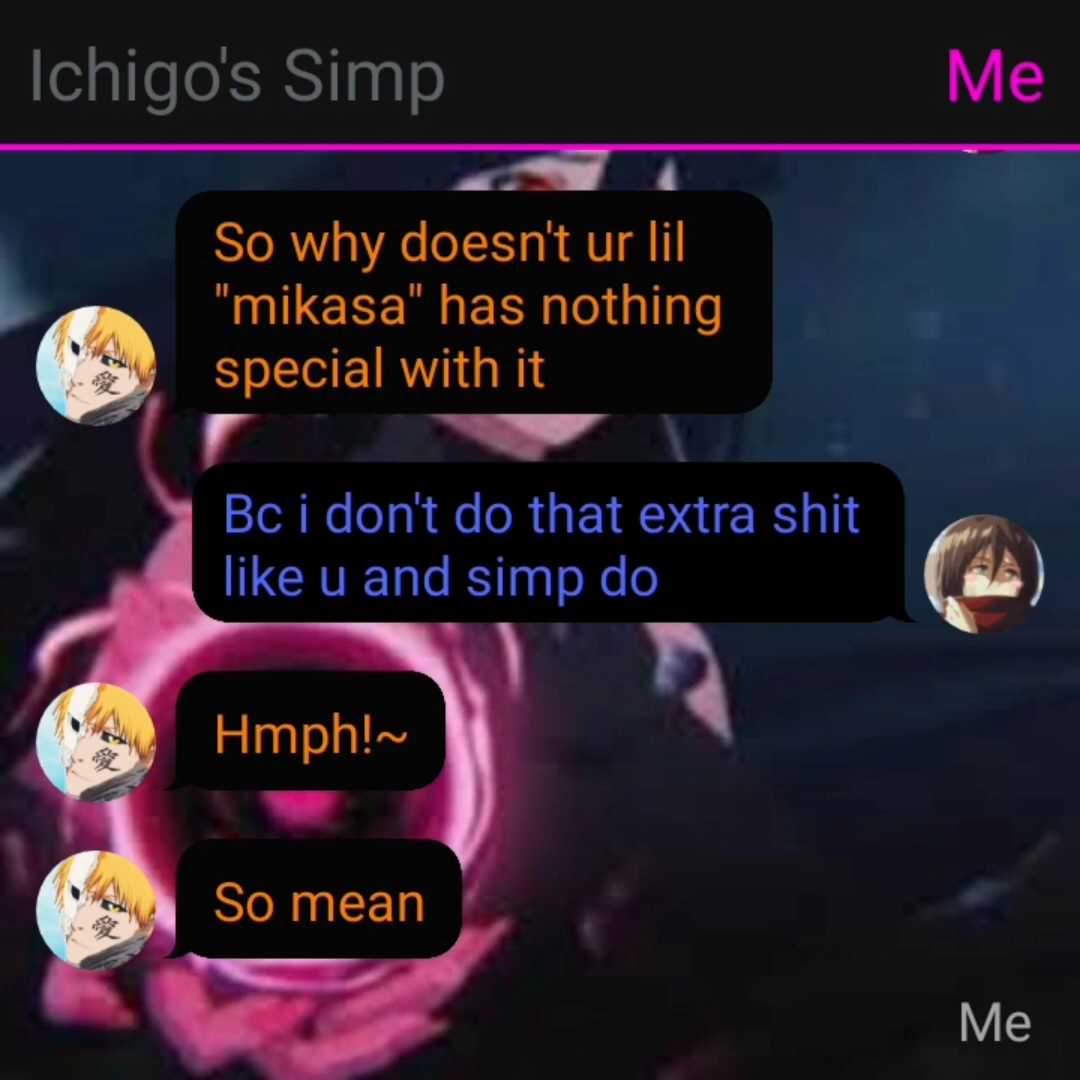 Ichigo's Simp
Me
So why doesn't ur lil
"mikasa" has nothing
special with it
Bc i don't do that extra shit
like u and simp do
Hmph!~
So mean
Me